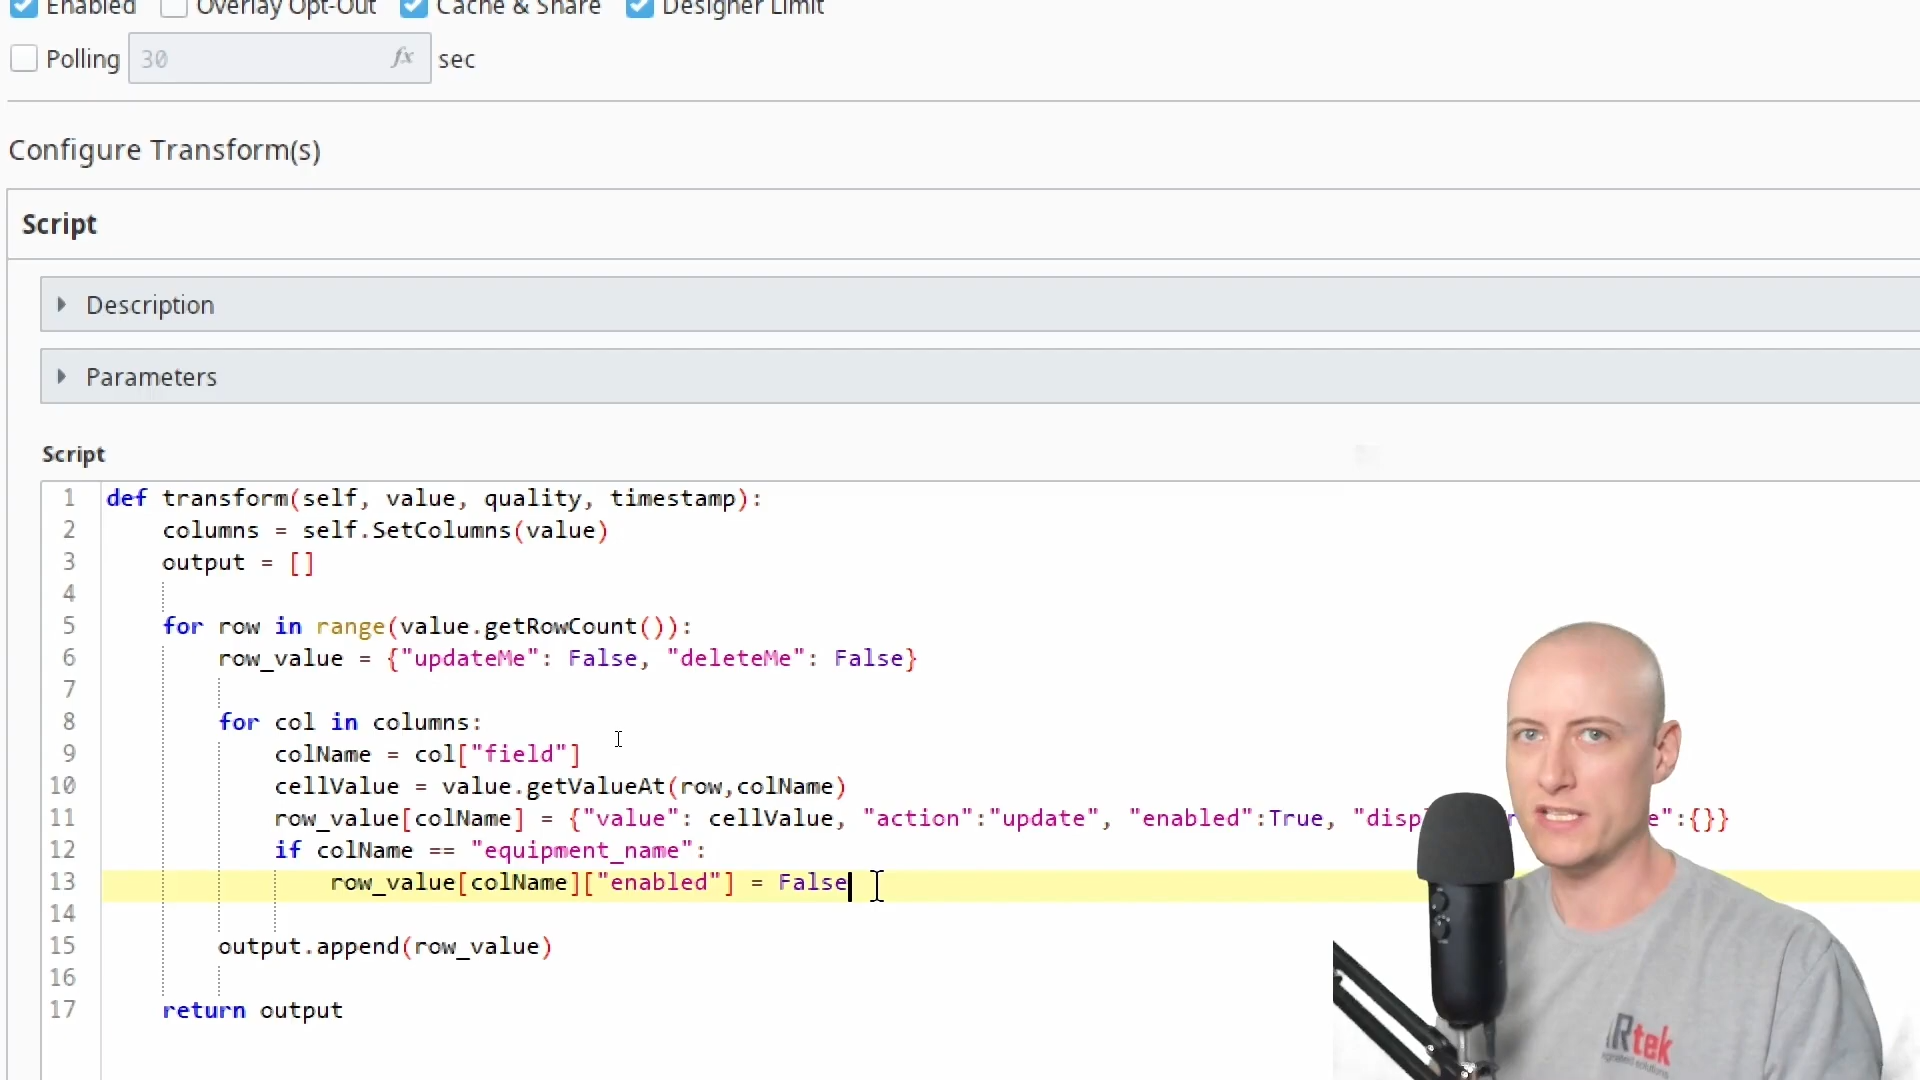 Enabled Overlay Opt-Out Cache & Share Designer Limit
Polling 30 fx sec
Configure Transform(s)
Script
Description
Parameters
Script
1 def transform(self, value, quality, timestamp):
2     columns = self.SetColumns(value)
3     output = []
4
5     for row in range(value.getRowCount()):
6         row_value = {"updateMe": False, "deleteMe": False}
7
8         for col in columns:
9             colName = col["field"]
10             cellValue = value.getValueAt(row,colName)
11             row_value[colName] = {"value": cellValue, "action":"update", "enabled":True, "disp e":{}}
12             if colName == "equipment_name":
13                 row_value[colName]["enabled"] = False
14
15         output.append(row_value)
16
17     return output
Rtek